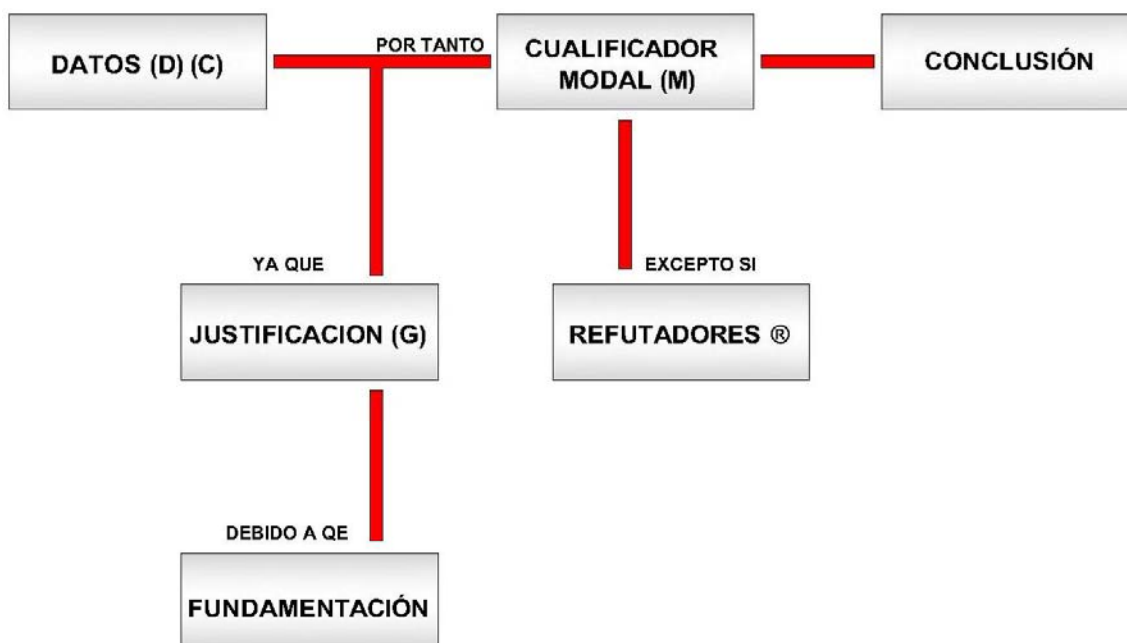 DATOS (D) (C)
POR TANTO
CUALIFICADOR
MODAL (M)
CONCLUSIÓN
YA QUE
JUSTIFICACION (G)
EXCEPTO SI
REFUTADORES ®
DEBIDO A QE
FUNDAMENTACIÓN